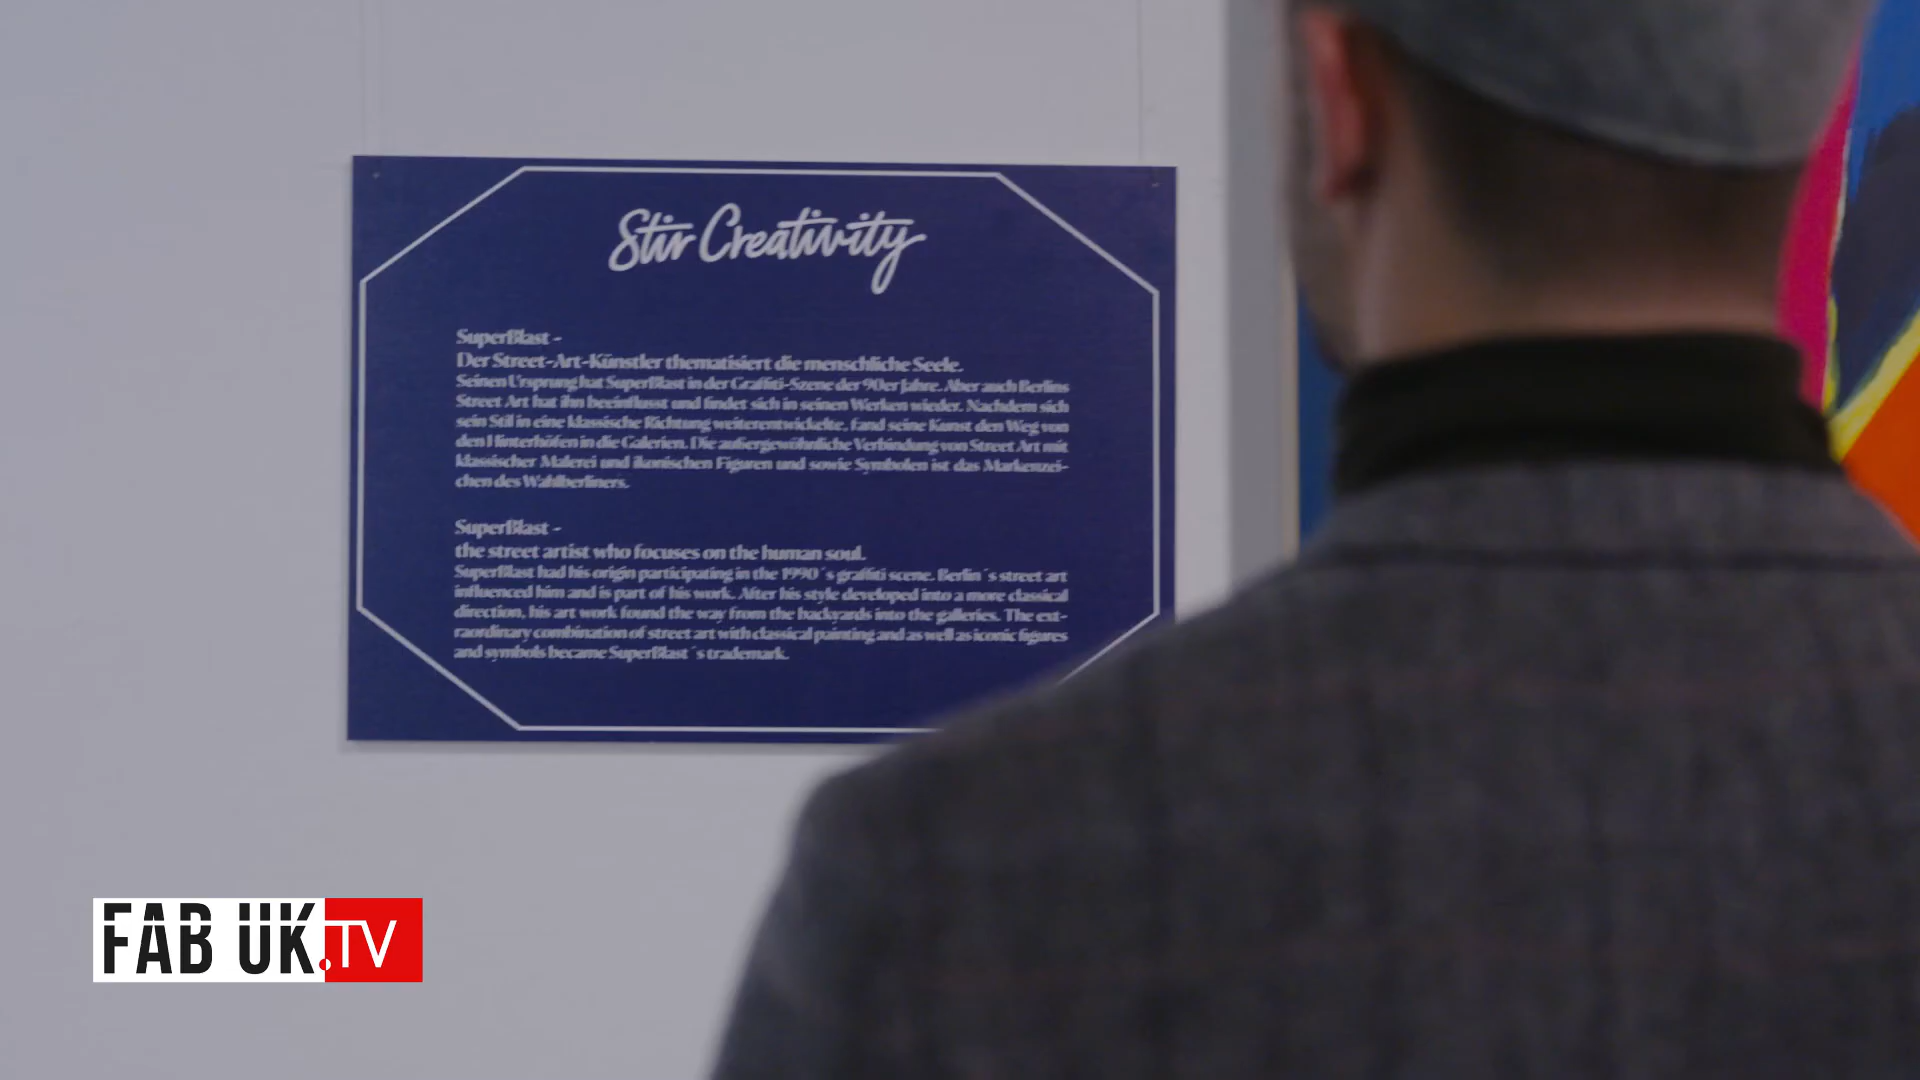 Stir Creativity
SuperBlast -
Der Street-Art-Künstler thematisiert die menschliche Seele.
Seinen Ursprung hat SuperBlast in der Graffiti-Szene der 90er Jahre. Aber auch Berlins
Street Art hat ihn beeinflusst und findet sich in seinen Werken wieder. Nachdem sich
sein Stil in eine klassische Richtung weiterentwickelte, fand seine Kunst den Weg von
den Hinterhöfen in die Galerien. Die außergewöhnliche Verbindung von Street Art mit
klassischer Malerei und ikonischen Figuren und sowie Symbolen ist das Markenzei-
chen des Wahlberliners.
SuperBlast -
the street artist who focuses on the human soul.
SuperBlast had his origin participating in the 1990´s graffiti scene. Berlin´s street art
influenced him and is part of his work. After his style developed into a more classical
direction, his art work found the way from the backyards into the galleries. The ext-
raordinary combination of street art with classical painting and as well as iconic figures
and symbols became SuperBlast´s trademark.
FAB UK.TV